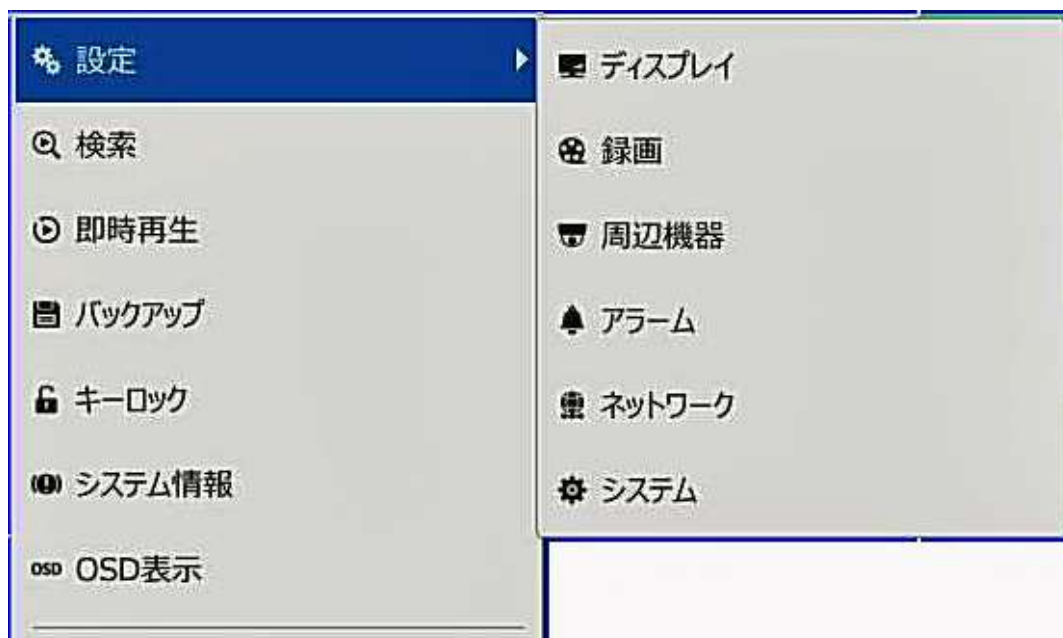 設定
検索
即時再生
バックアップ
キーロック
システム情報
OSD OSD表示
ディスプレイ
録画
周辺機器
アラーム
ネットワーク
システム